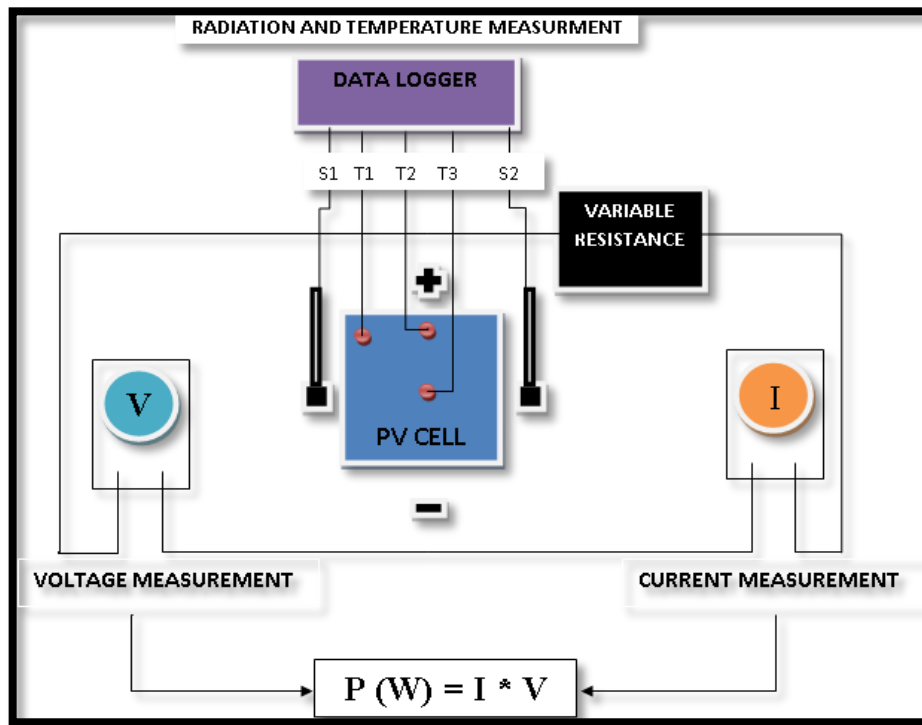 RADIATION AND TEMPERATURE MEASURMENT
DATA LOGGER
S1 T1 T2 T3 S2
VARIABLE
RESISTANCE
+
V
I
PV CELL
-
VOLTAGE MEASUREMENT
CURRENT MEASUREMENT
P (W) = I * V